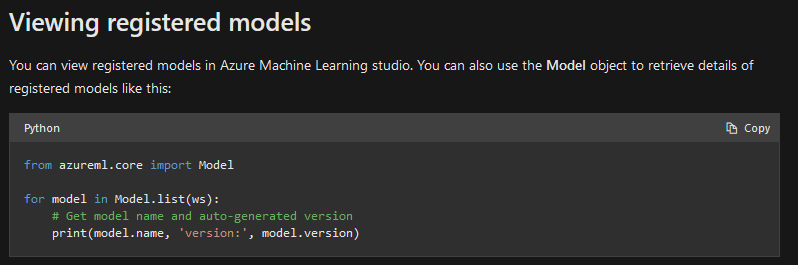 Viewing registered models
You can view registered models in Azure Machine Learning studio. You can also use the Model object to retrieve details of
registered models like this:
Python
Copy
from azureml.core import Model
for model in Model.list(ws):
    # Get model name and auto-generated version
    print(model.name, 'version:', model.version)